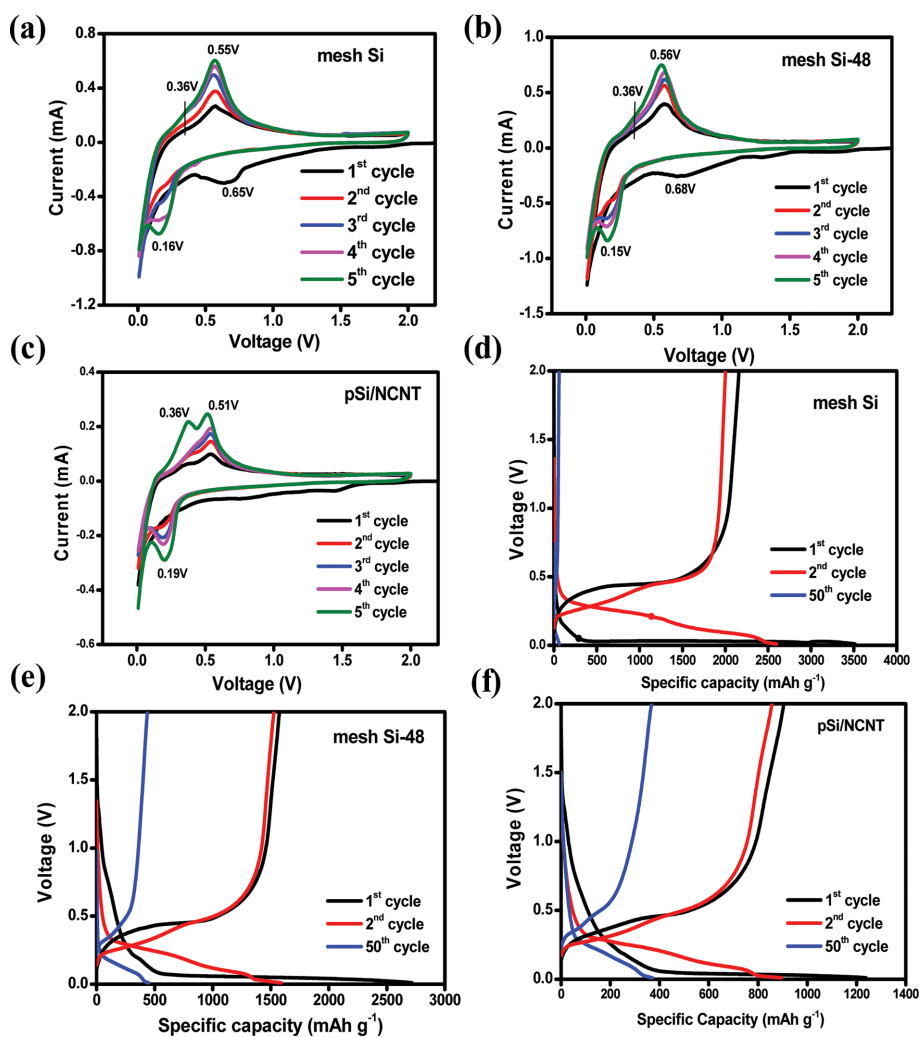 (a)
mesh Si
0.55V
0.36V
0.65V
0.16V
1st cycle
2nd cycle
3rd cycle
4th cycle
5th cycle
0.8
0.4
0.0
-0.4
-0.8
-1.2
0.0 0.5 1.0 1.5 2.0
Current (mA)
Voltage (V)
(b)
mesh Si-48
0.56V
0.36V
0.68V
0.15V
1st cycle
2nd cycle
3rd cycle
4th cycle
5th cycle
1.0
0.5
0.0
-0.5
-1.0
-1.5
0.0 0.5 1.0 1.5 2.0
Current (mA)
Voltage (V)
(c)
pSi/NCNT
0.36V
0.51V
0.19V
1st cycle
2nd cycle
3rd cycle
4th cycle
5th cycle
0.4
0.2
0.0
-0.2
-0.4
-0.6
0.0 0.5 1.0 1.5 2.0
Current (mA)
Voltage (V)
(d)
mesh Si
1st cycle
2nd cycle
50th cycle
2.0
1.5
1.0
0.5
0.0
0 500 1000 1500 2000 2500 3000 3500 4000
Voltage (V)
Specific capacity (mAh g-1)
(e)
mesh Si-48
1st cycle
2nd cycle
50th cycle
2.0
1.5
1.0
0.5
0.0
0 500 1000 1500 2000 2500 3000
Voltage (V)
Specific capacity (mAh g-1)
(f)
pSi/NCNT
1st cycle
2nd cycle
50th cycle
2.0
1.5
1.0
0.5
0.0
0 200 400 600 800 1000 1200 1400
Voltage (V)
Specific Capacity (mAh g-1)